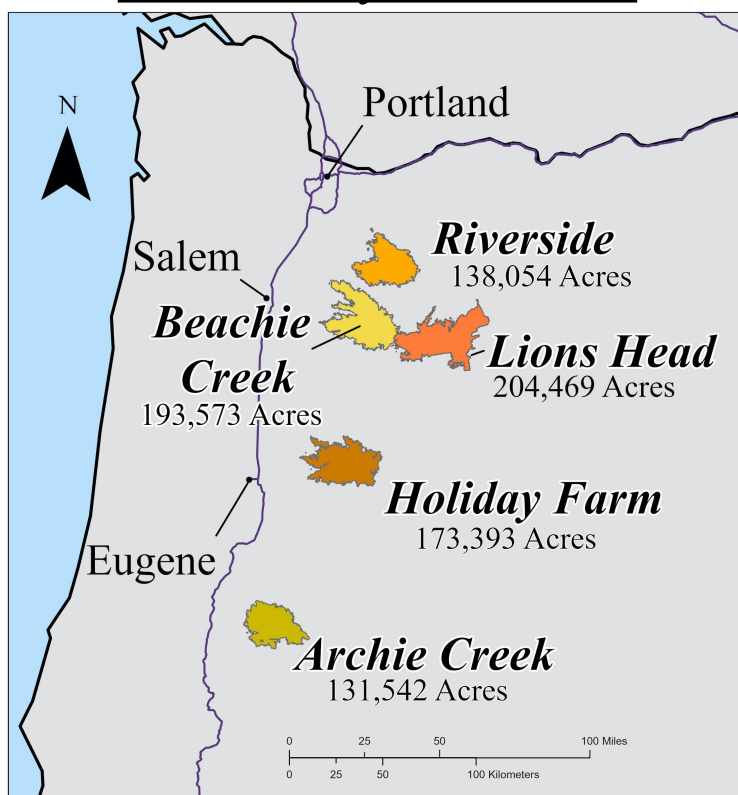 N
Portland
Riverside
138,054 Acres
Salem
Beachie
Creek
193,573 Acres
Lions Head
204,469 Acres
Holiday Farm
173,393 Acres
Eugene
Archie Creek
131,542 Acres
0 25 50 100 Miles
0 25 50 100 Kilometers